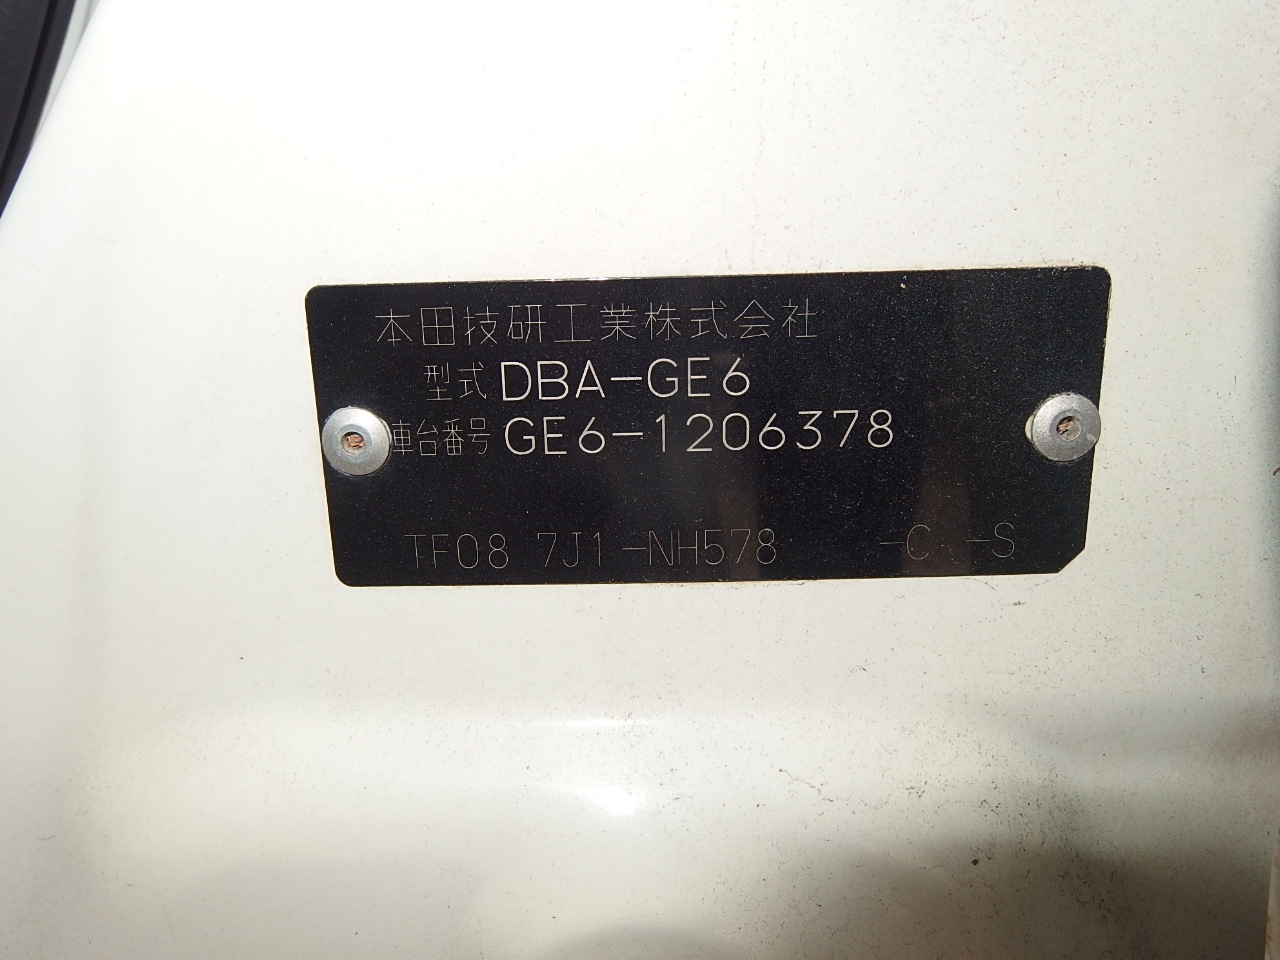 本田技研工業株式会社
型式 DBA-GE6
車台番号 GE6-1206378
TF08 7J1-NH578 -C -S